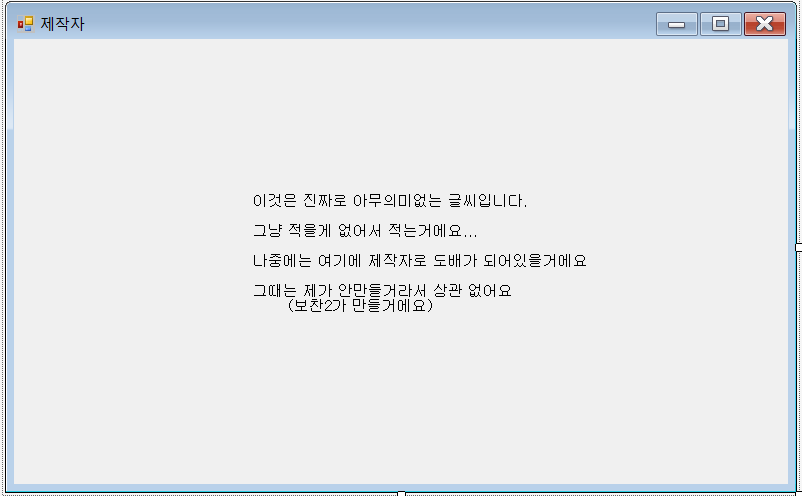 제작자
이것은 진짜로 아무의미없는 글씨입니다.
그냥 적을게 없어서 적는거에요...
나중에는 여기에 제작자로 도배가 되어있을거에요
그때는 제가 안만들거라서 상관 없어요
(보찬2가 만들거에요)